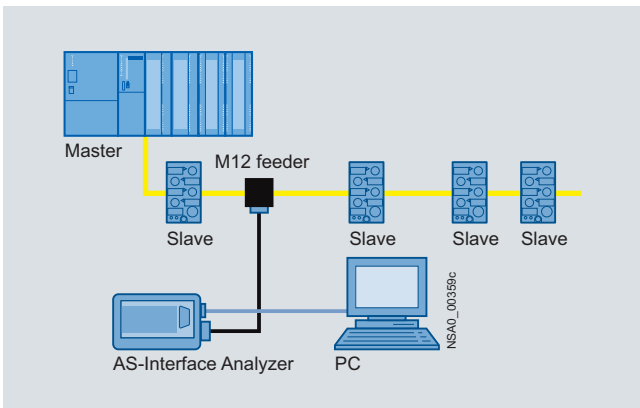 Master
M12 feeder
Slave
Slave
Slave
Slave
AS-Interface Analyzer
PC
NSA0_00359c